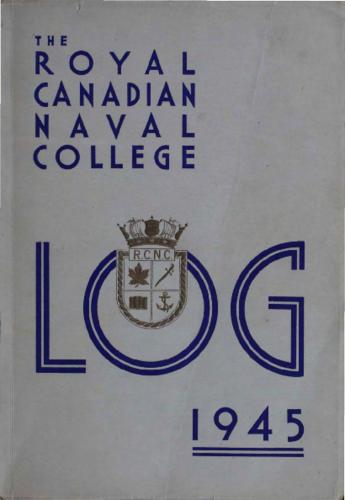 THE
ROYAL
CANADIAN
NAVAL
COLLEGE
R.C.N.C.
LOG
1945